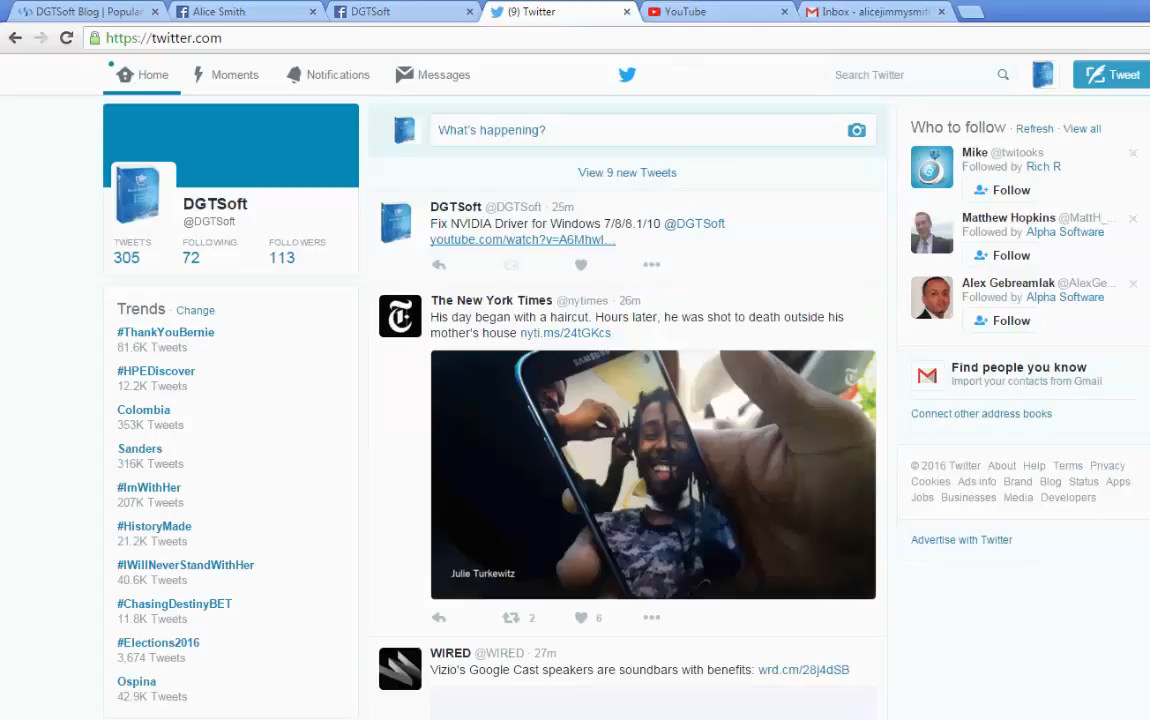 DGTSoft Blog | Popular
Alice Smith
DGTSoft
(9) Twitter
YouTube
Inbox - alicejimmysmit
https://twitter.com
Home
Moments
Notifications
Messages
Search Twitter
Tweet
DGTSoft
@DGTSoft
TWEETS FOLLOWING FOLLOWERS
305 72 113
Trends · Change
#ThankYouBernie
81.6K Tweets
#HPEDiscover
12.2K Tweets
Colombia
353K Tweets
Sanders
316K Tweets
#ImWithHer
207K Tweets
#HistoryMade
21.2K Tweets
#IWillNeverStandWithHer
40.6K Tweets
#ChasingDestinyBET
11.8K Tweets
#Elections2016
3,674 Tweets
Ospina
42.9K Tweets
What's happening?
View 9 new Tweets
DGTSoft @DGTSoft · 25m
Fix NVIDIA Driver for Windows 7/8/8.1/10 @DGTSoft
youtube.com/watch?v=A6MhwI...
The New York Times @nytimes · 26m
His day began with a haircut. Hours later, he was shot to death outside his
mother's house nyti.ms/24tGKcs
SAMSUNG
Julie Turkewitz
2 6
WIRED @WIRED · 27m
Vizio's Google Cast speakers are soundbars with benefits: wrd.cm/28j4dSB
Who to follow · Refresh · View all
Mike @twitooks
Followed by Rich R
Follow
Matthew Hopkins @MattH_...
Followed by Alpha Software
Follow
Alex Gebreamlak @AlexGe...
Followed by Alpha Software
Follow
Find people you know
Import your contacts from Gmail
Connect other address books
© 2016 Twitter About Help Terms Privacy
Cookies Ads info Brand Blog Status Apps
Jobs Businesses Media Developers
Advertise with Twitter